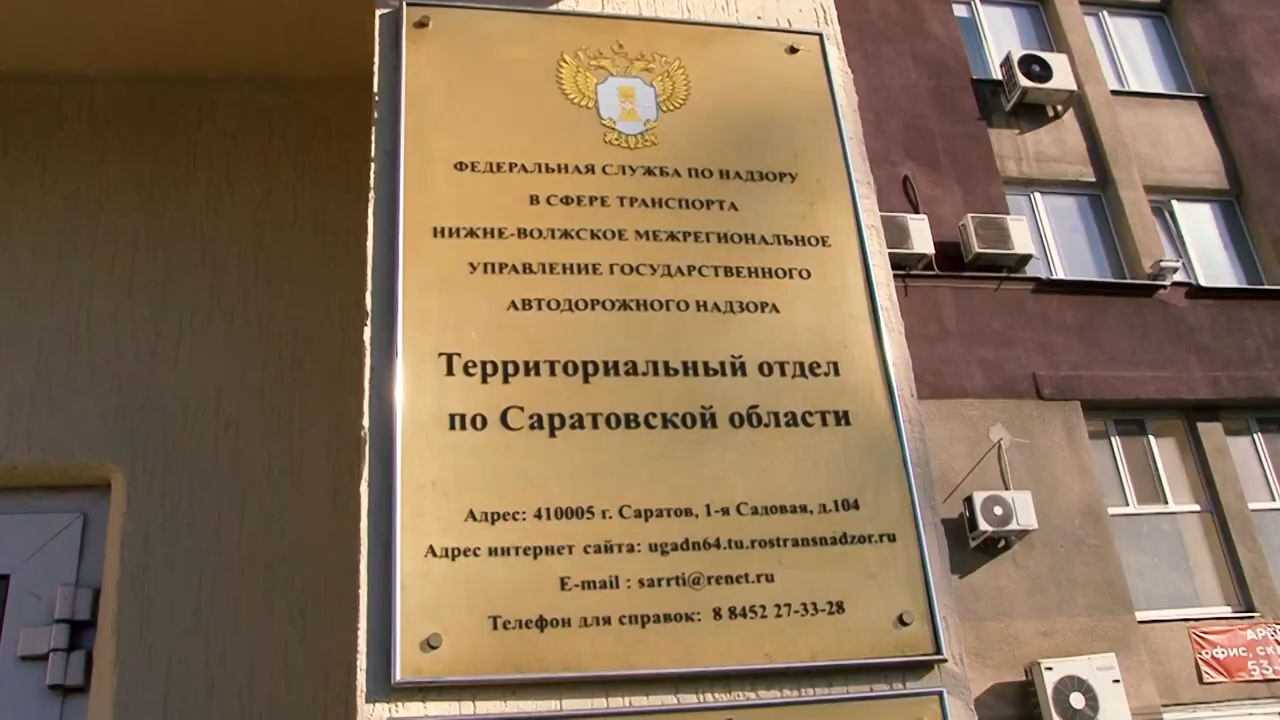 ФЕДЕРАЛЬНАЯ СЛУЖБА ПО НАДЗОРУ
В СФЕРЕ ТРАНСПОРТА
НИЖНЕ-ВОЛЖСКОЕ МЕЖРЕГИОНАЛЬНОЕ
УПРАВЛЕНИЕ ГОСУДАРСТВЕННОГО
АВТОДОРОЖНОГО НАДЗОРА
Территориальный отдел
по Саратовской области
Адрес: 410005 г. Саратов, 1-я Садовая, д.104
Адрес интернет сайта: ugadn64.tu.rostransnadzor.ru
E-mail : sarrti@renet.ru
Телефон для справок: 8 8452 27-33-28
офис,
53